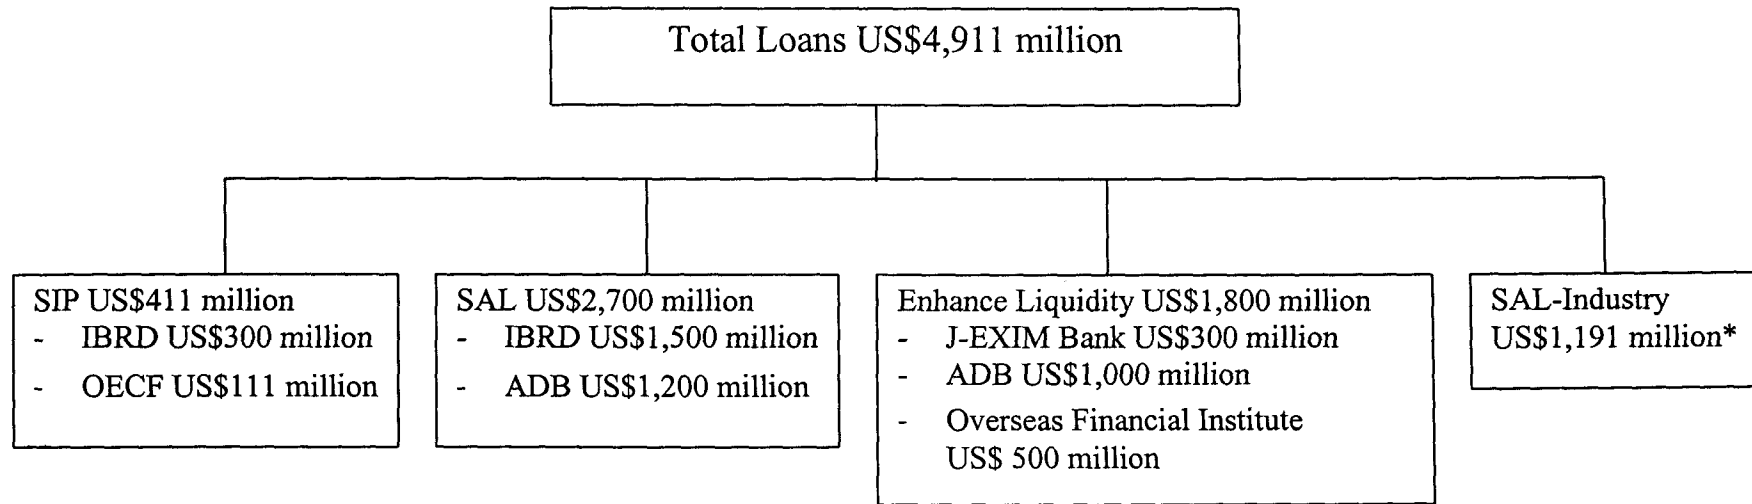 Total Loans US$4,911 million
SIP US$411 million
- IBRD US$300 million
- OECF US$111 million
SAL US$2,700 million
- IBRD US$1,500 million
- ADB US$1,200 million
Enhance Liquidity US$1,800 million
- J-EXIM Bank US$300 million
- ADB US$1,000 million
- Overseas Financial Institute
US$ 500 million
SAL-Industry
US$1,191 million*